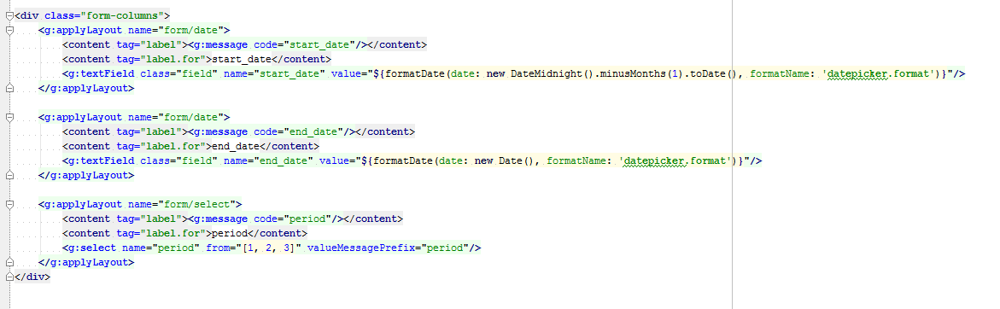 <div class="form-columns">
<g:applyLayout name="form/date">
<content tag="label"><g:message code="start_date"/></content>
<content tag="label.for">start_date</content>
<g:textField class="field" name="start_date" value="${formatDate(date: new DateMidnight().minusMonths(1).toDate(), formatName: 'datepicker.format')}"/>
</g:applyLayout>
<g:applyLayout name="form/date">
<content tag="label"><g:message code="end_date"/></content>
<content tag="label.for">end_date</content>
<g:textField class="field" name="end_date" value="${formatDate(date: new Date(), formatName: 'datepicker.format')}"/>
</g:applyLayout>
<g:applyLayout name="form/select">
<content tag="label"><g:message code="period"/></content>
<content tag="label.for">period</content>
<g:select name="period" from="[1, 2, 3]" valueMessagePrefix="period"/>
</g:applyLayout>
</div>